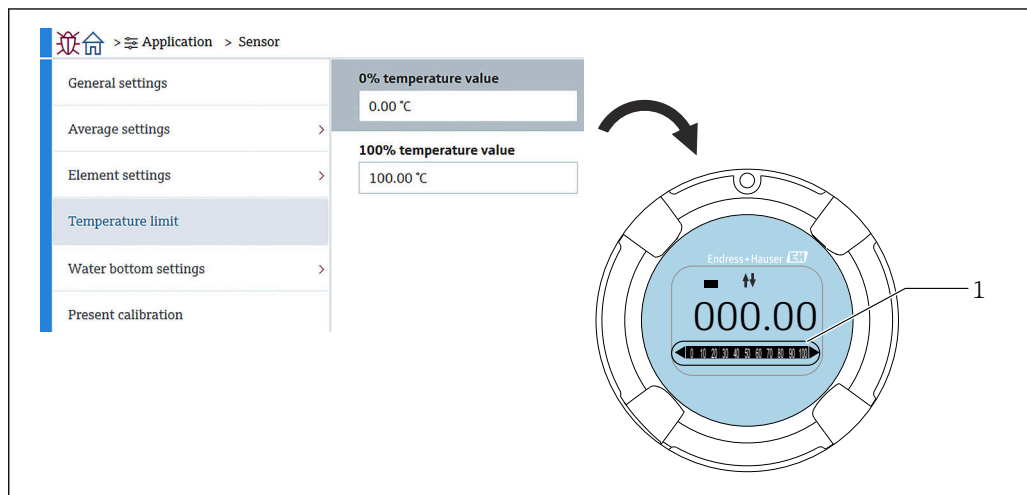 > Application > Sensor
General settings
Average settings >
Element settings >
Temperature limit
Water bottom settings >
Present calibration
0% temperature value
0.00 °C
100% temperature value
100.00 °C
Endress+Hauser EH
000.00
0 10 20 30 40 50 60 70 80 90 100
1